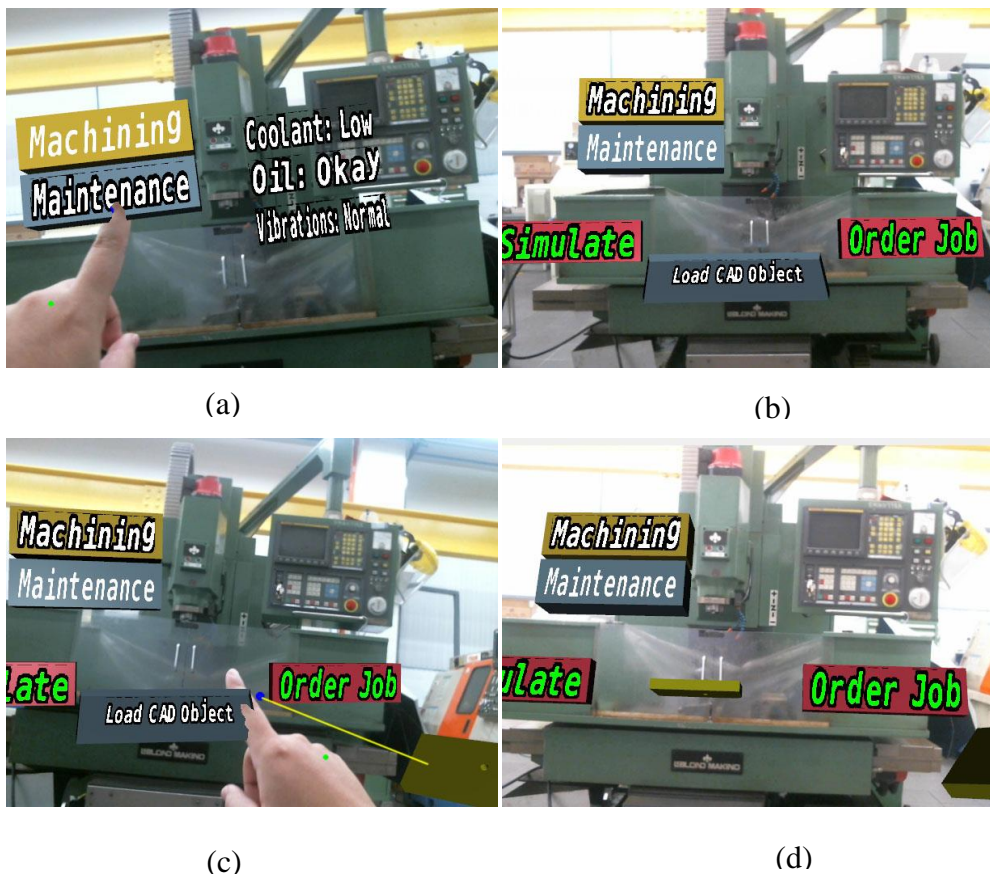 Machining
Maintenance
Coolant: Low
Oil: Okay
Vibrations: Normal
(a)
Machining
Maintenance
Simulate
Order Job
Load CAD Object
(b)
Machining
Maintenance
late
Order Job
Load CAD Object
(c)
Machining
Maintenance
ulate
Order Job
(d)